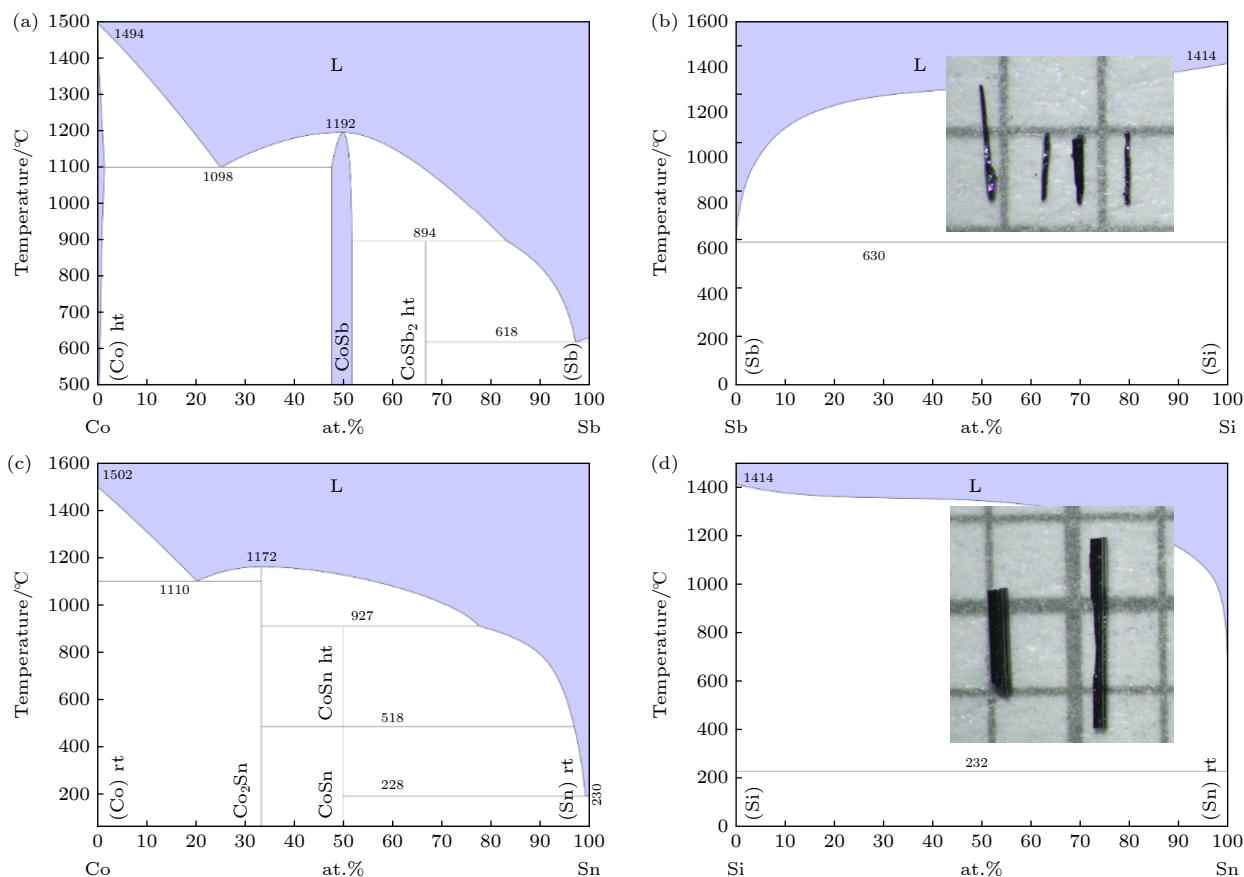 (a)
1500
1400
1300
1200
1100
1000
900
800
700
600
500
Temperature/℃
1494
L
1192
1098
894
618
(Co) ht
CoSb
CoSb₂ ht
(Sb)
0 10 20 30 40 50 60 70 80 90 100
Co at.% Sb
(b)
1600
1400
1200
1000
800
600
400
200
0
Temperature/℃
L
1414
630
(Sb)
(Si)
0 10 20 30 40 50 60 70 80 90 100
Sb at.% Si
(c)
1600
1400
1200
1000
800
600
400
200
Temperature/℃
1502
L
1172
1110
927
CoSn ht
518
228
(Co) rt
Co₂Sn
CoSn
(Sn) rt
230
0 10 20 30 40 50 60 70 80 90 100
Co at.% Sn
(d)
1400
1200
1000
800
600
400
200
0
Temperature/℃
1414
L
232
(Si)
(Sn) rt
0 10 20 30 40 50 60 70 80 90 100
Si at.% Sn